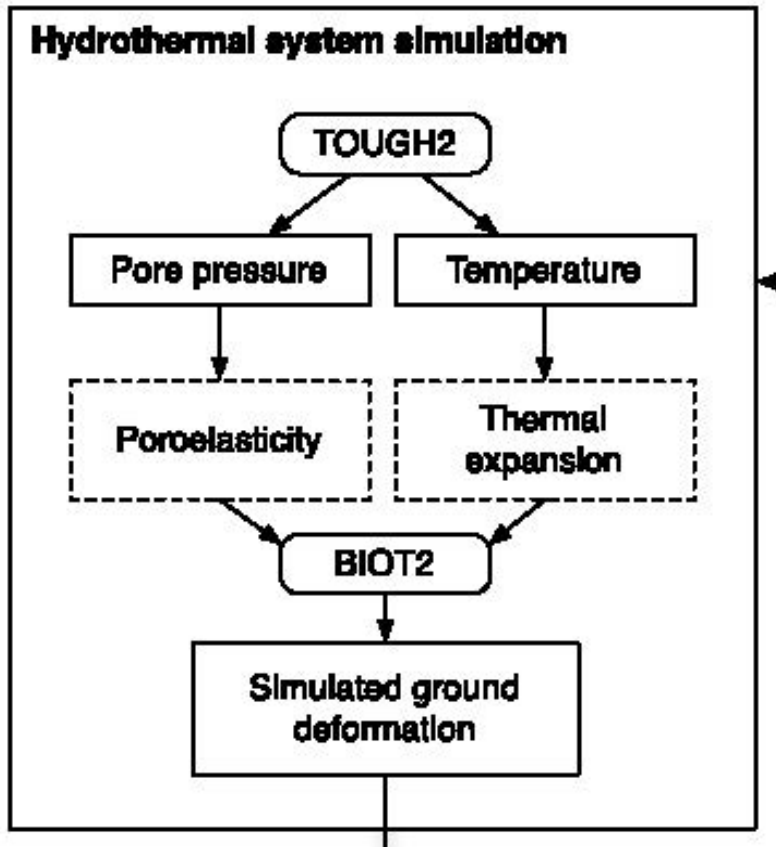 Hydrothermal system simulation
TOUGH2
Pore pressure
Temperature
Poroelasticity
Thermal
expansion
BIOT2
Simulated ground
deformation